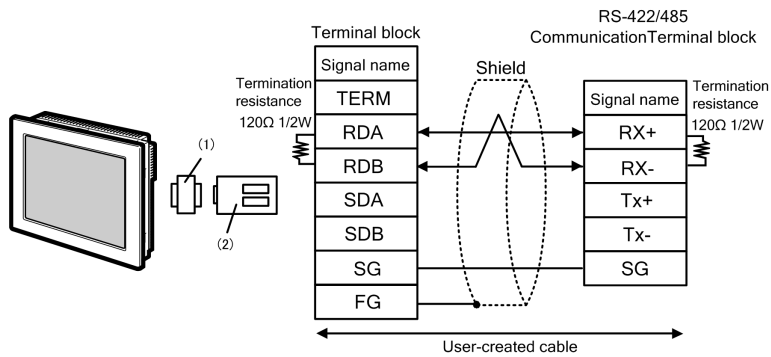 RS-422/485
Terminal block
CommunicationTerminal block
Signal name
Shield
Termination
resistance
120Ω 1/2W
TERM
RDA
RDB
SDA
SDB
SG
FG
Signal name
Termination
resistance
120Ω 1/2W
RX+
RX-
Tx+
Tx-
SG
(1)
(2)
User-created cable